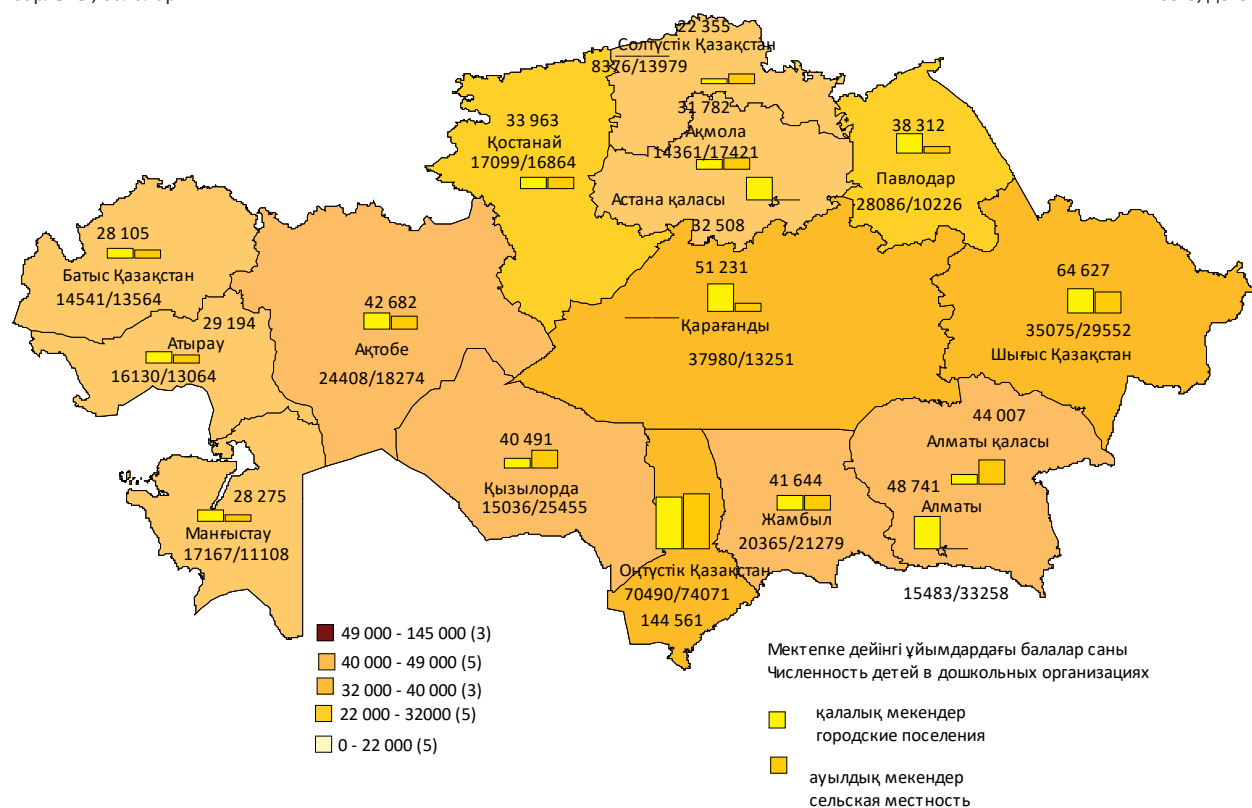 22 355
Солтүстік Қазақстан
8376/13979
33 963
Қостанай
17099/16864
31 782
Ақмола
14361/17421
Астана қаласы
32 508
38 312
Павлодар
28086/10226
28 105
Батыс Қазақстан
14541/13564
29 194
Атырау
16130/13064
42 682
Ақтобе
24408/18274
51 231
Қарағанды
37980/13251
64 627
35075/29552
Шығыс Қазақстан
28 275
Манғыстау
17167/11108
40 491
Қызылорда
15036/25455
Оңтүстік Қазақстан
70490/74071
144 561
41 644
Жамбыл
20365/21279
44 007
Алматы қаласы
48 741
Алматы
15483/33258
49 000 - 145 000 (3)
40 000 - 49 000 (5)
32 000 - 40 000 (3)
22 000 - 32000 (5)
0 - 22 000 (5)
Мектепке дейінгі ұйымдардағы балалар саны
Численность детей в дошкольных организациях
қалалық мекендер
городские поселения
ауылдық мекендер
сельская местность